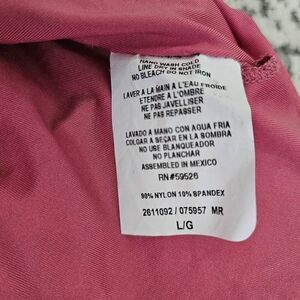 HAND WASH COLD
LINE DRY IN SHADE
NO BLEACH DO NOT IRON
LAVER A LA MAIN A L'EAU FROIDE
ETENDRE A L'OMBRE
NE PAS JAVELLISER
NE PAS REPASSER
LAVADO A MANO CON AGUA FRIA
COLGAR A SECAR EN LA SOMBRA
NO USE BLANQUEADOR
NO PLANCHAR
ASSEMBLED IN MEXICO
RN#59526
90% NYLON 10% SPANDEX
2611092 / 075957 MR
L/G